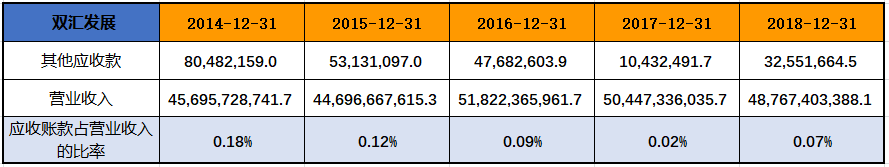 双汇发展 2014-12-31 2015-12-31 2016-12-31 2017-12-31 2018-12-31
其他应收款 80,482,159.0 53,131,097.0 47,682,603.9 10,432,491.7 32,551,664.5
营业收入 45,695,728,741.7 44,696,667,615.3 51,822,365,961.7 50,447,336,035.7 48,767,403,388.1
应收账款占营业收入
的比率 0.18% 0.12% 0.09% 0.02% 0.07%